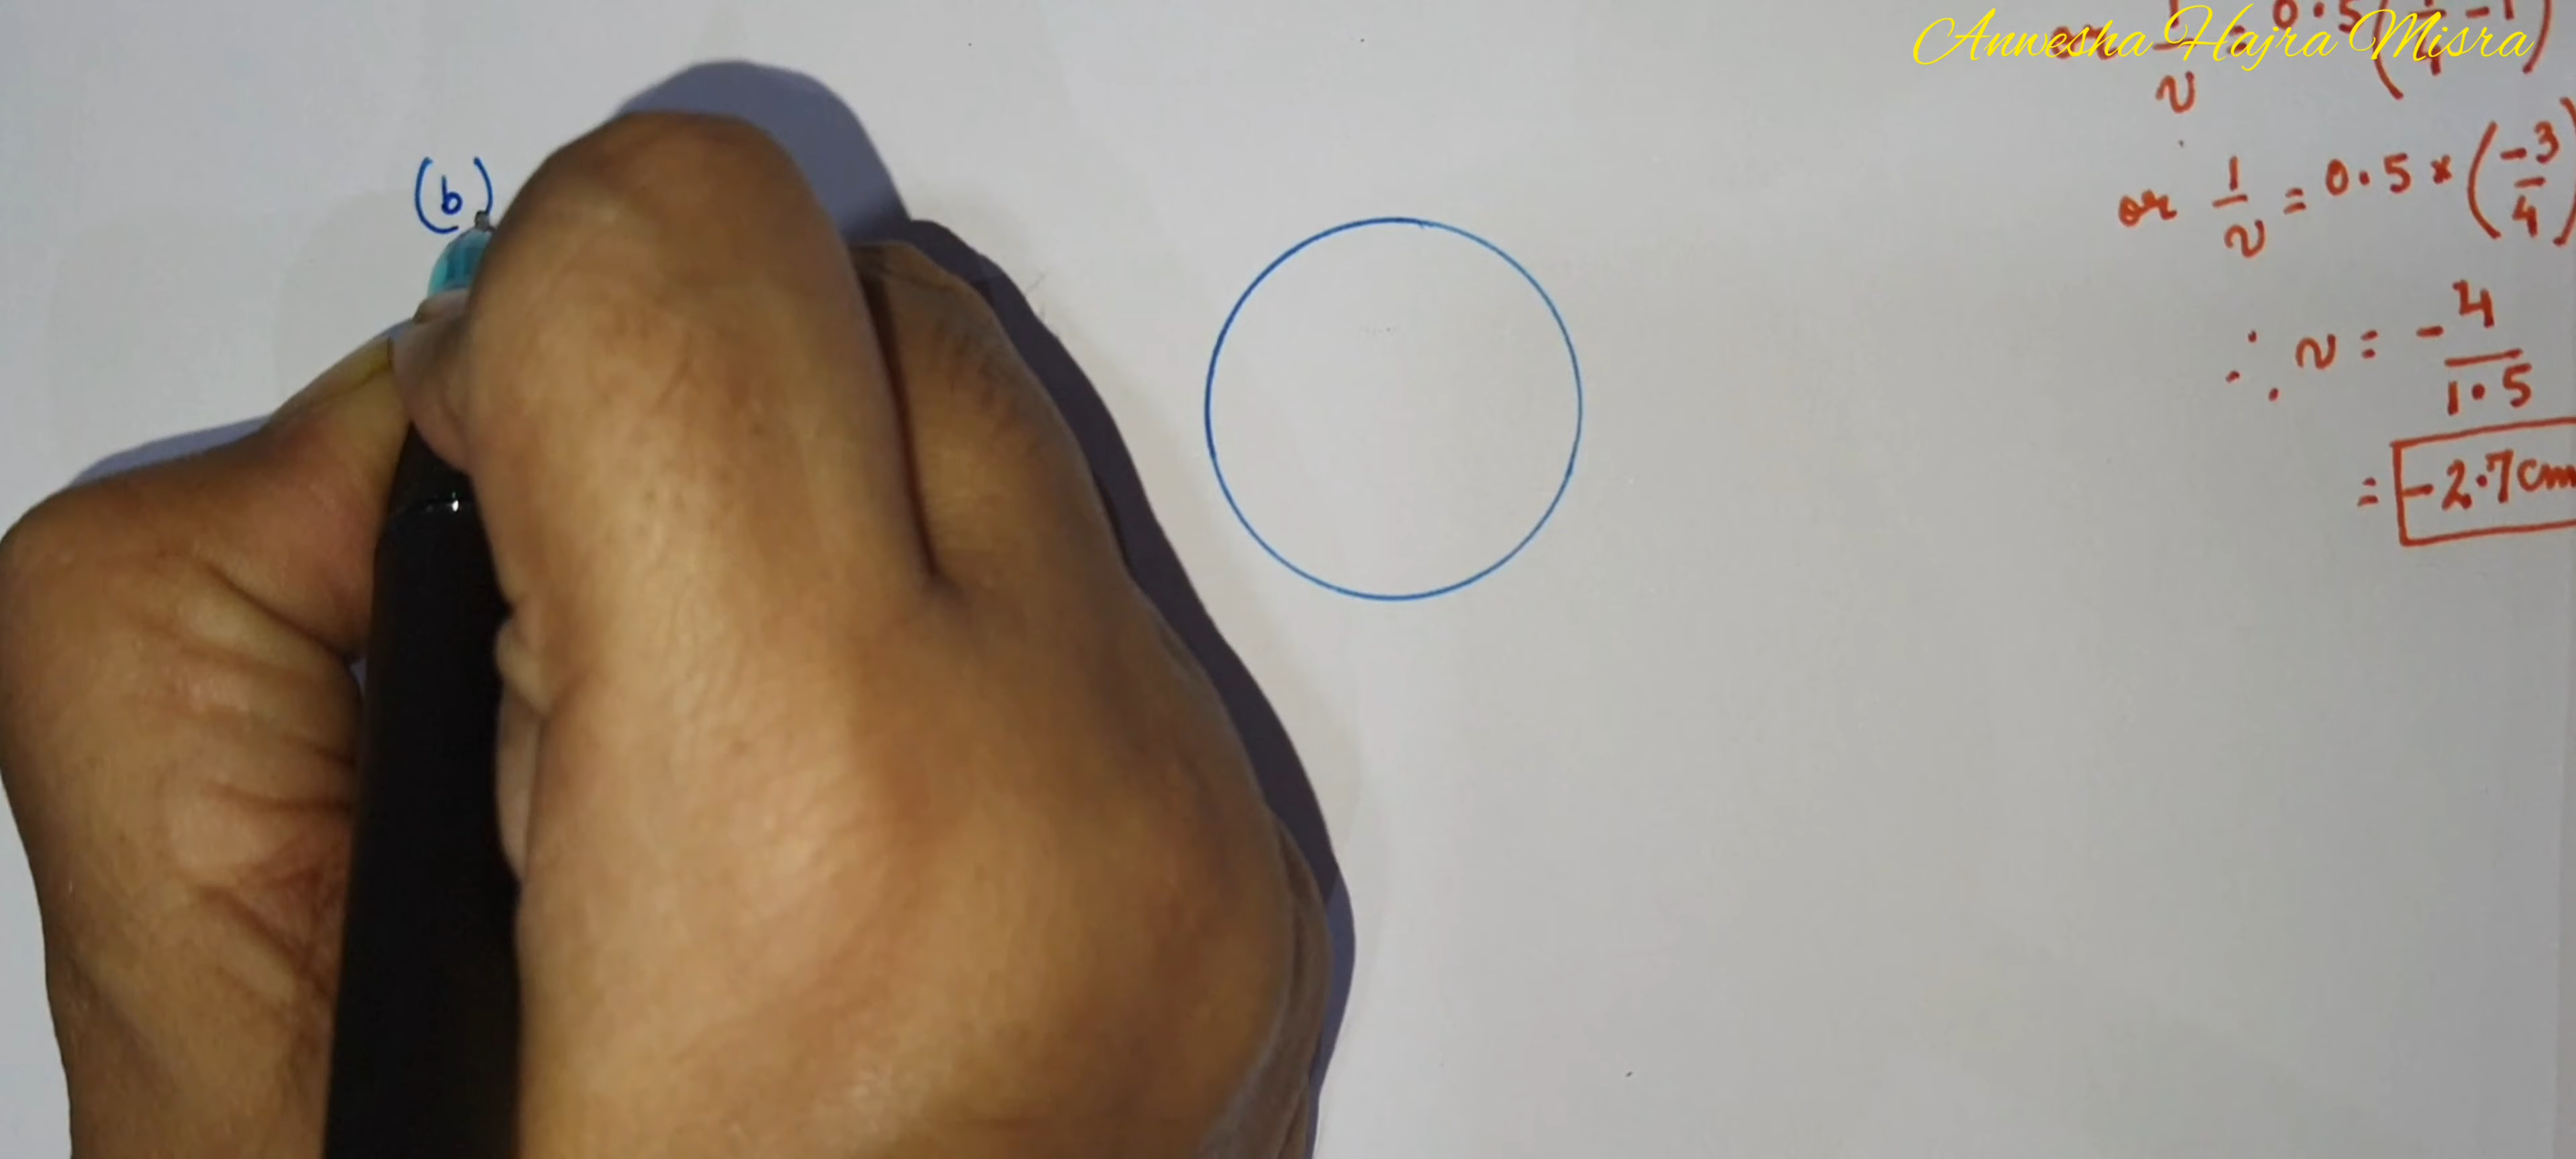 Anwesha Hajra Misra
(b)
v
or 1/v = 0.5 × (-3/4)
∴ v = -4/1.5
= -2.7cm